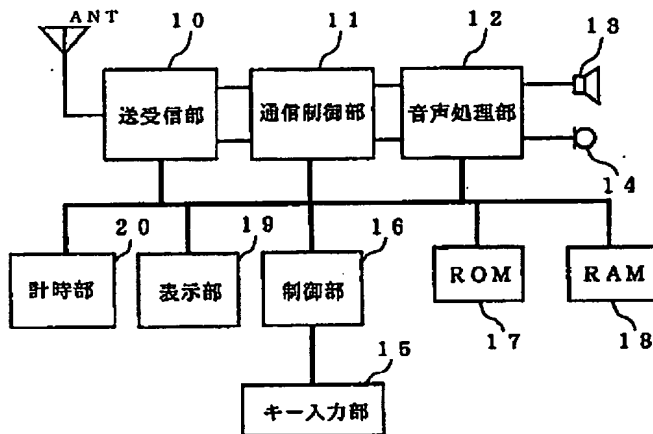 ANT
10
11
12
13
送受信部
通信制御部
音声処理部
14
20
19
16
計時部
表示部
制御部
ROM
RAM
17
18
15
キー入力部